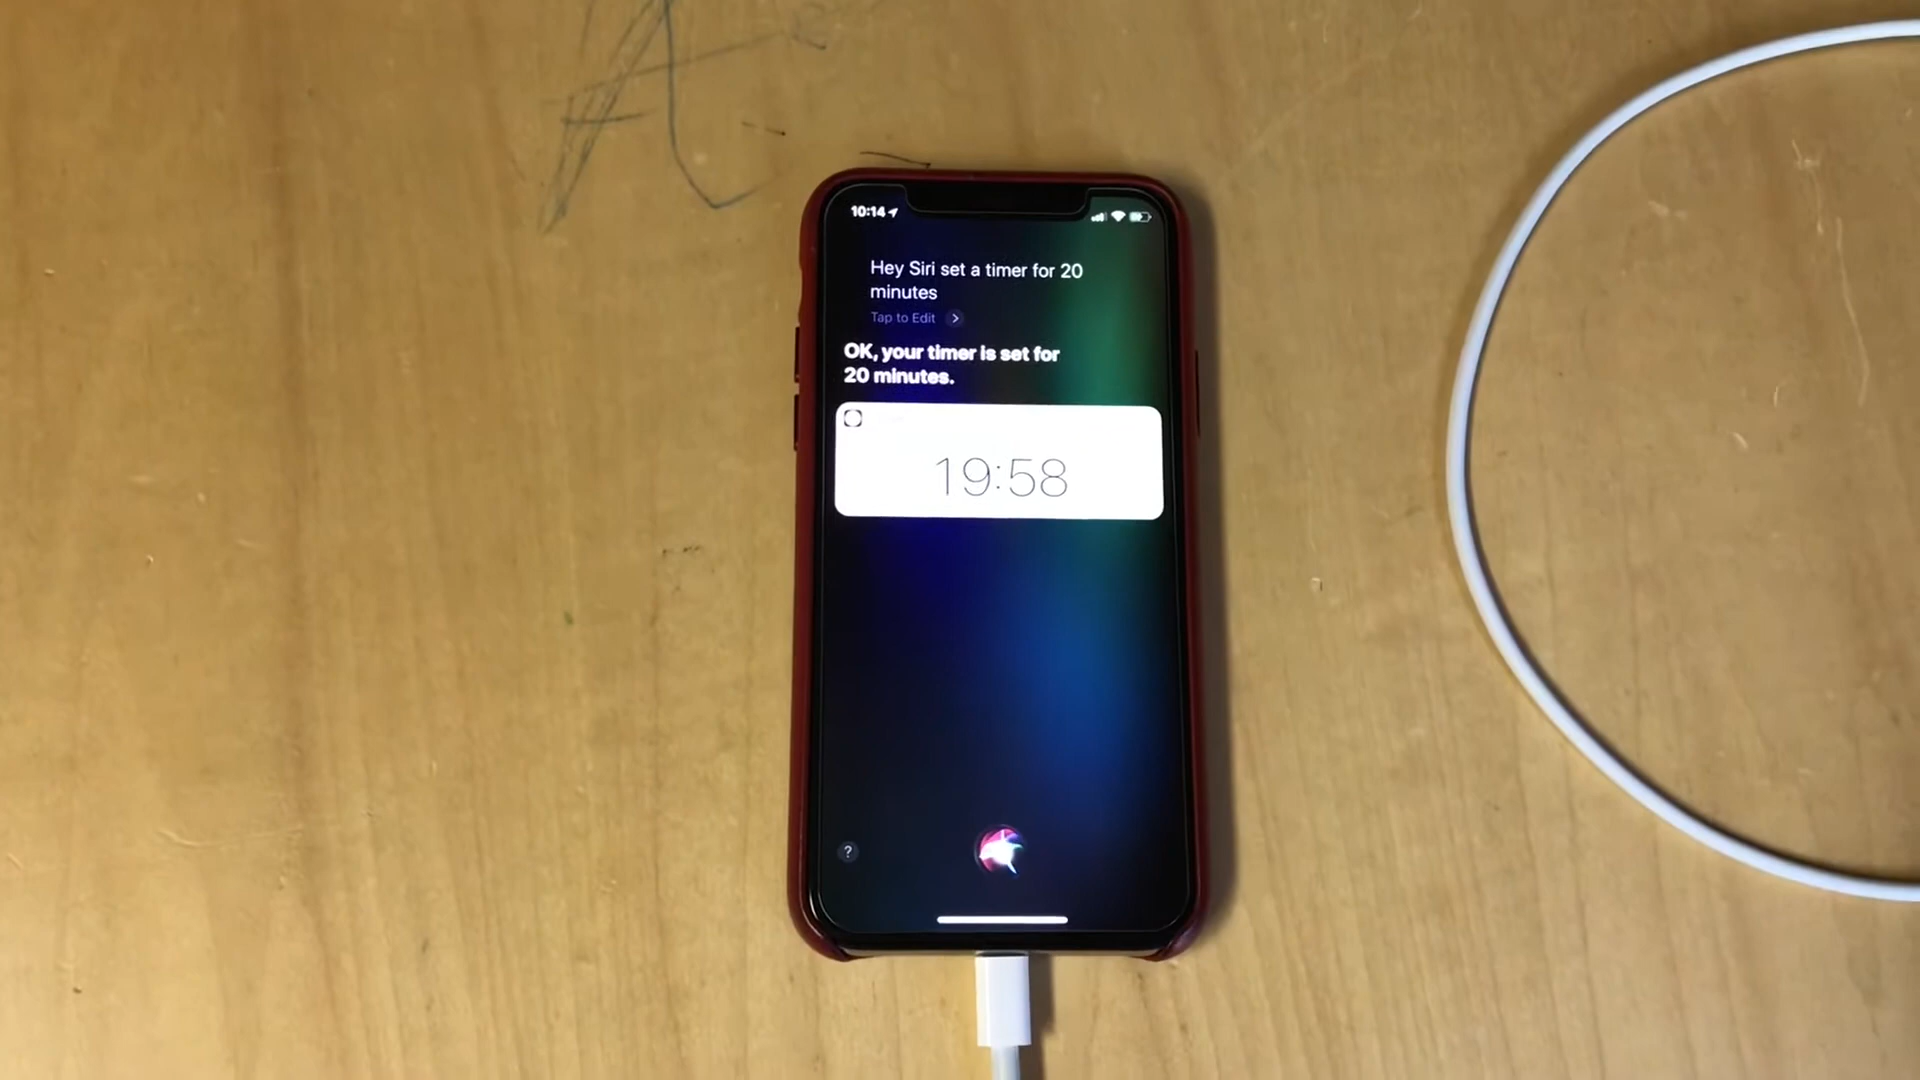 10:14
Hey Siri set a timer for 20
minutes
Tap to Edit
OK, your timer is set for
20 minutes.
19:58
?